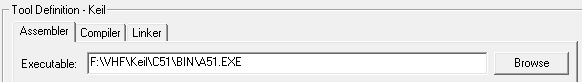 Tool Definition - Keil
Assembler Compiler Linker
Executable: F:\VHF\Keil\C51\BIN\A51.EXE Browse